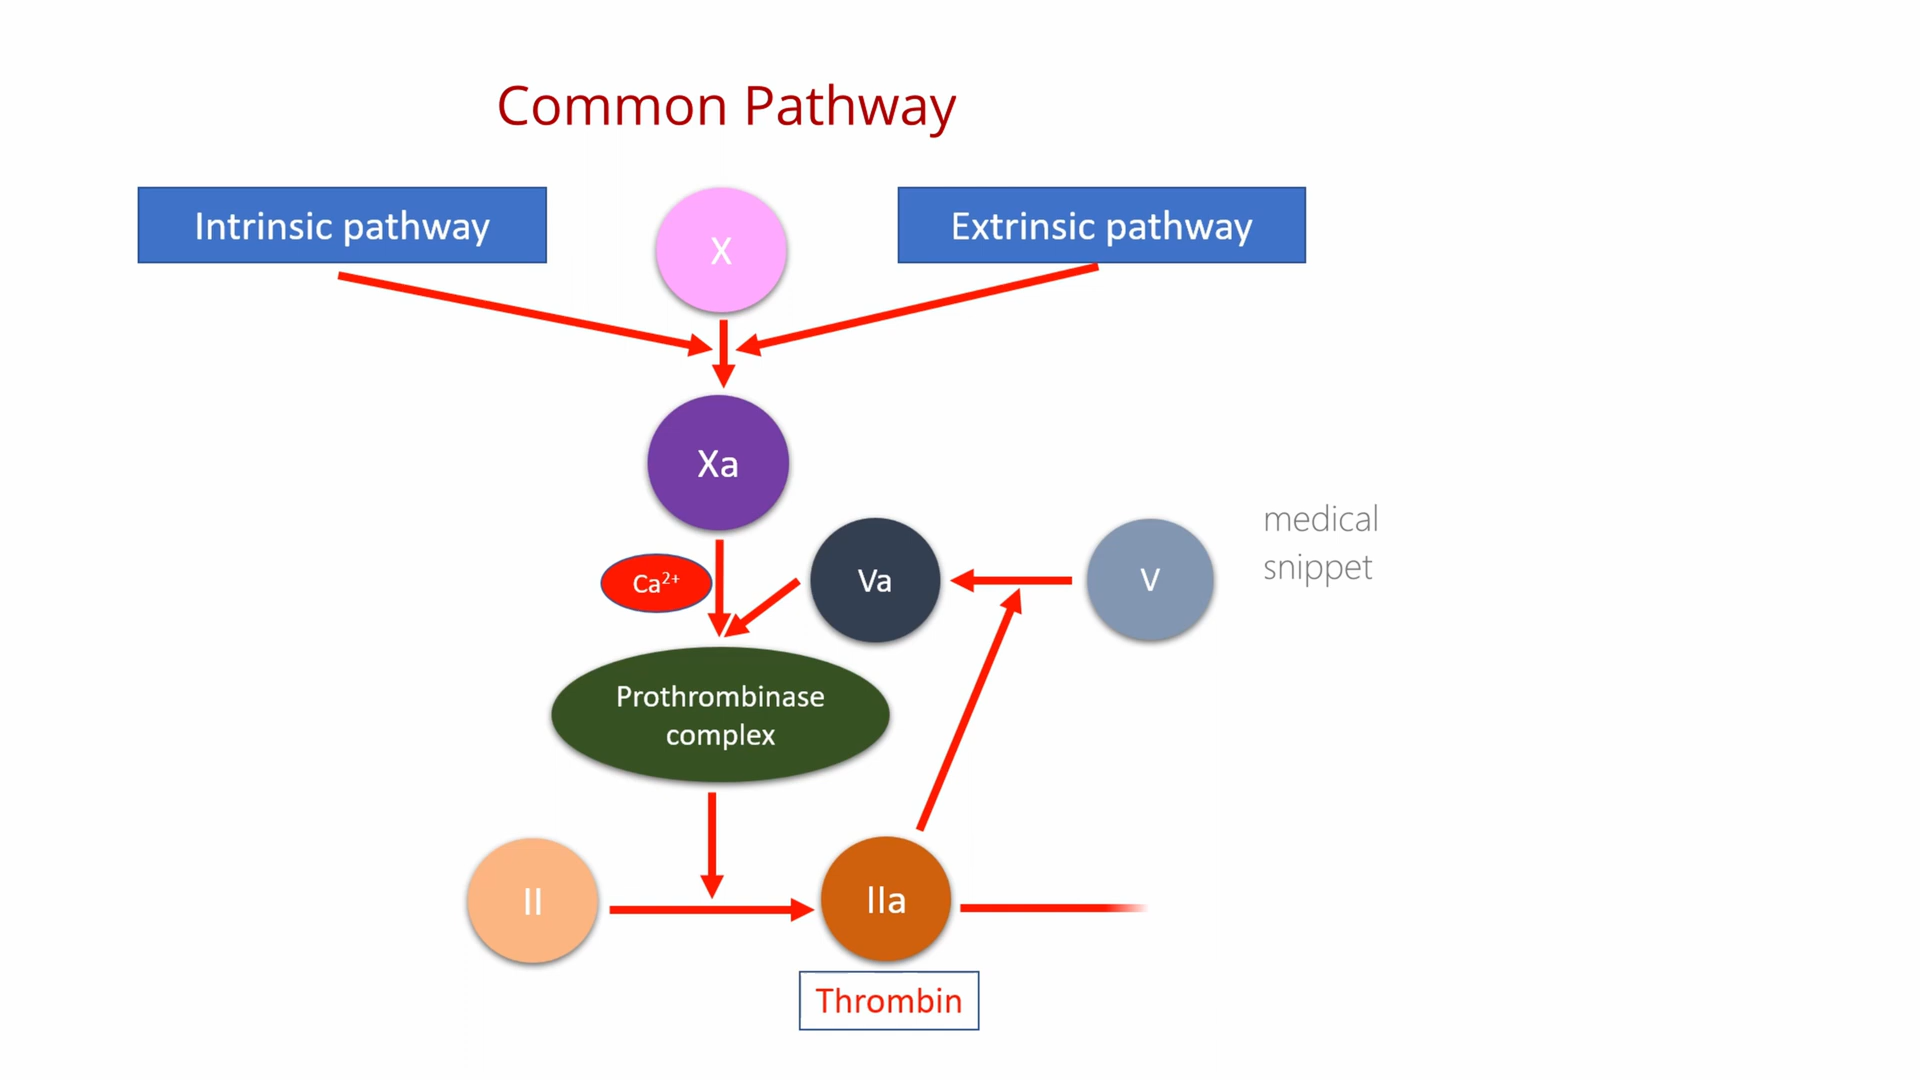 Common Pathway
Intrinsic pathway
X
Extrinsic pathway
Xa
Ca²⁺
Va
V
medical
snippet
Prothrombinase
complex
II
IIa
Thrombin